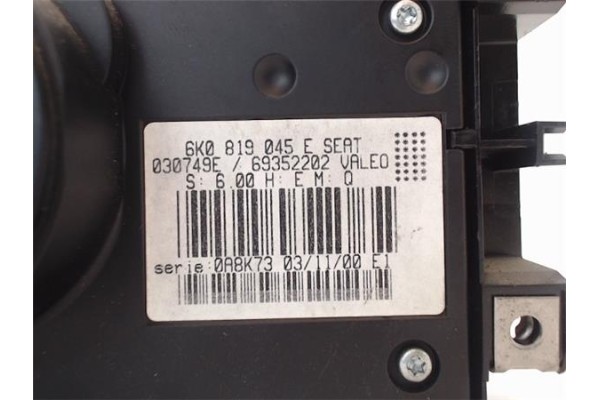 6K0 819 045 E SEAT
030749E / 69352202 VALEO
S: 6.00 H: E M: Q
serie:0A8K73 03/11/00 E1